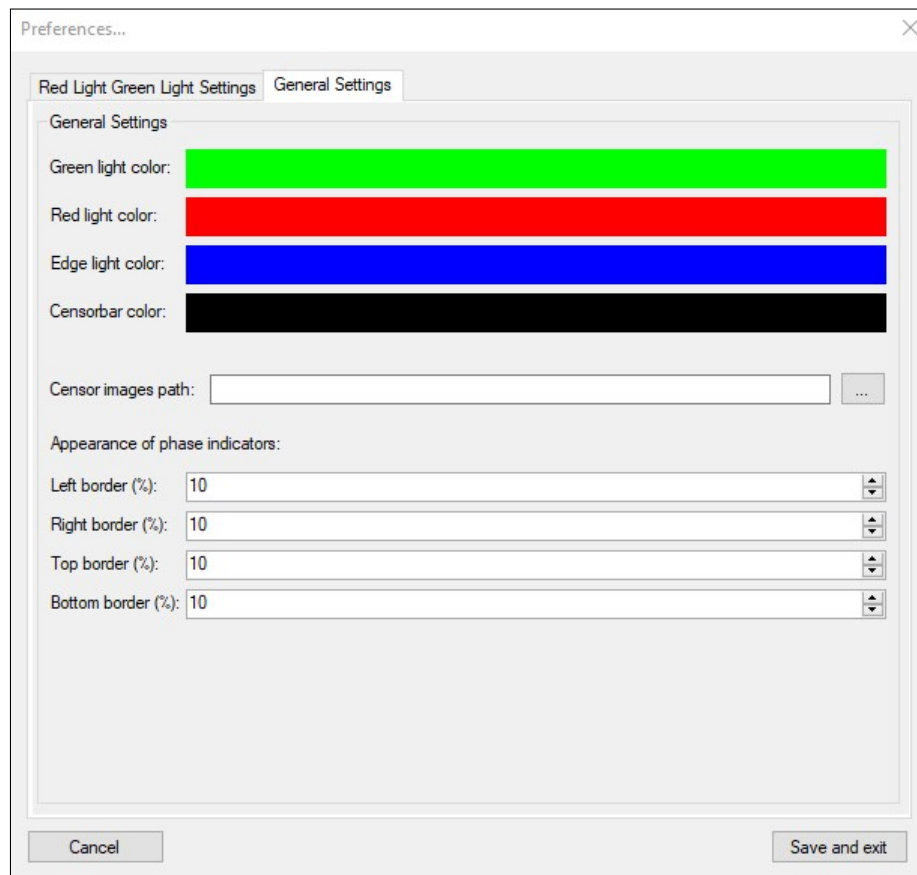 Preferences...
Red Light Green Light Settings General Settings
General Settings
Green light color:
Red light color:
Edge light color:
Censorbar color:
Censor images path: ...
Appearance of phase indicators:
Left border (%): 10
Right border (%): 10
Top border (%): 10
Bottom border (%): 10
Cancel Save and exit